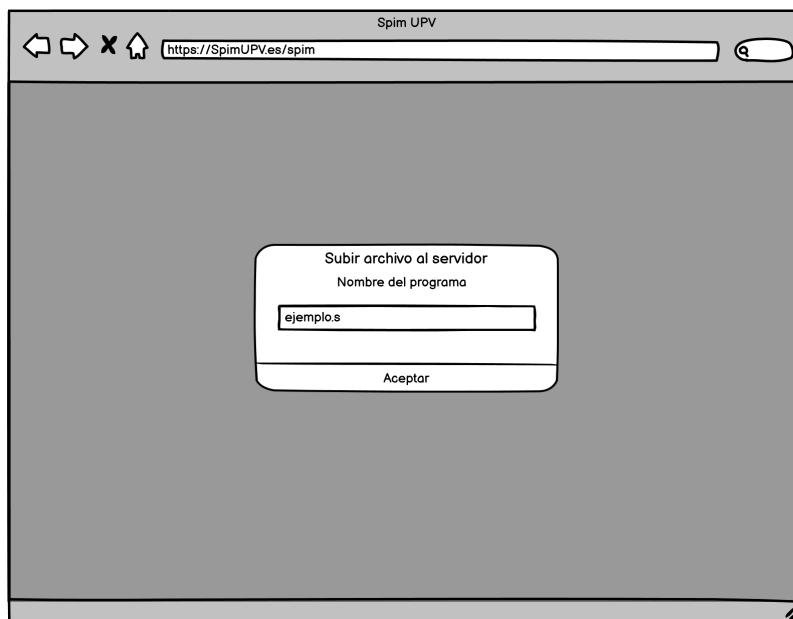 Spim UPV
https://SpimUPV.es/spim
Subir archivo al servidor
Nombre del programa
ejemplo.s
Aceptar